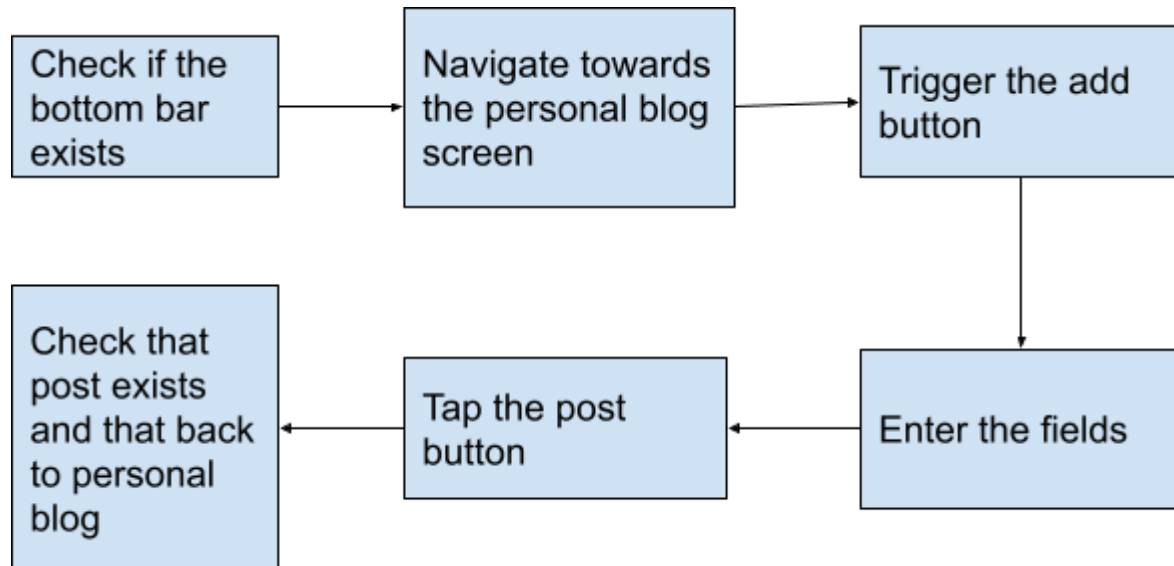 Check if the
bottom bar
exists
Navigate towards
the personal blog
screen
Trigger the add
button
Enter the fields
Tap the post
button
Check that
post exists
and that back
to personal
blog